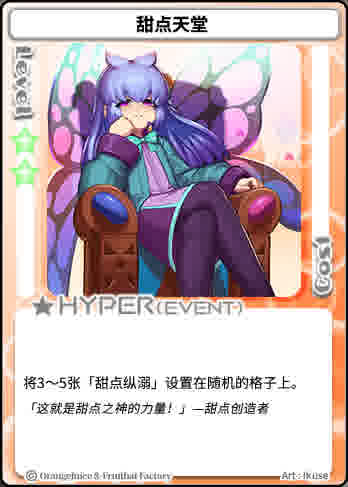 甜点天堂
Level
Cost
★HYPER(EVENT)
将3～5张「甜点纵溺」设置在随机的格子上。
「这就是甜点之神的力量！」—甜点创造者
© OrangeJuice & Fruitbat Factory
Art : Ikuse